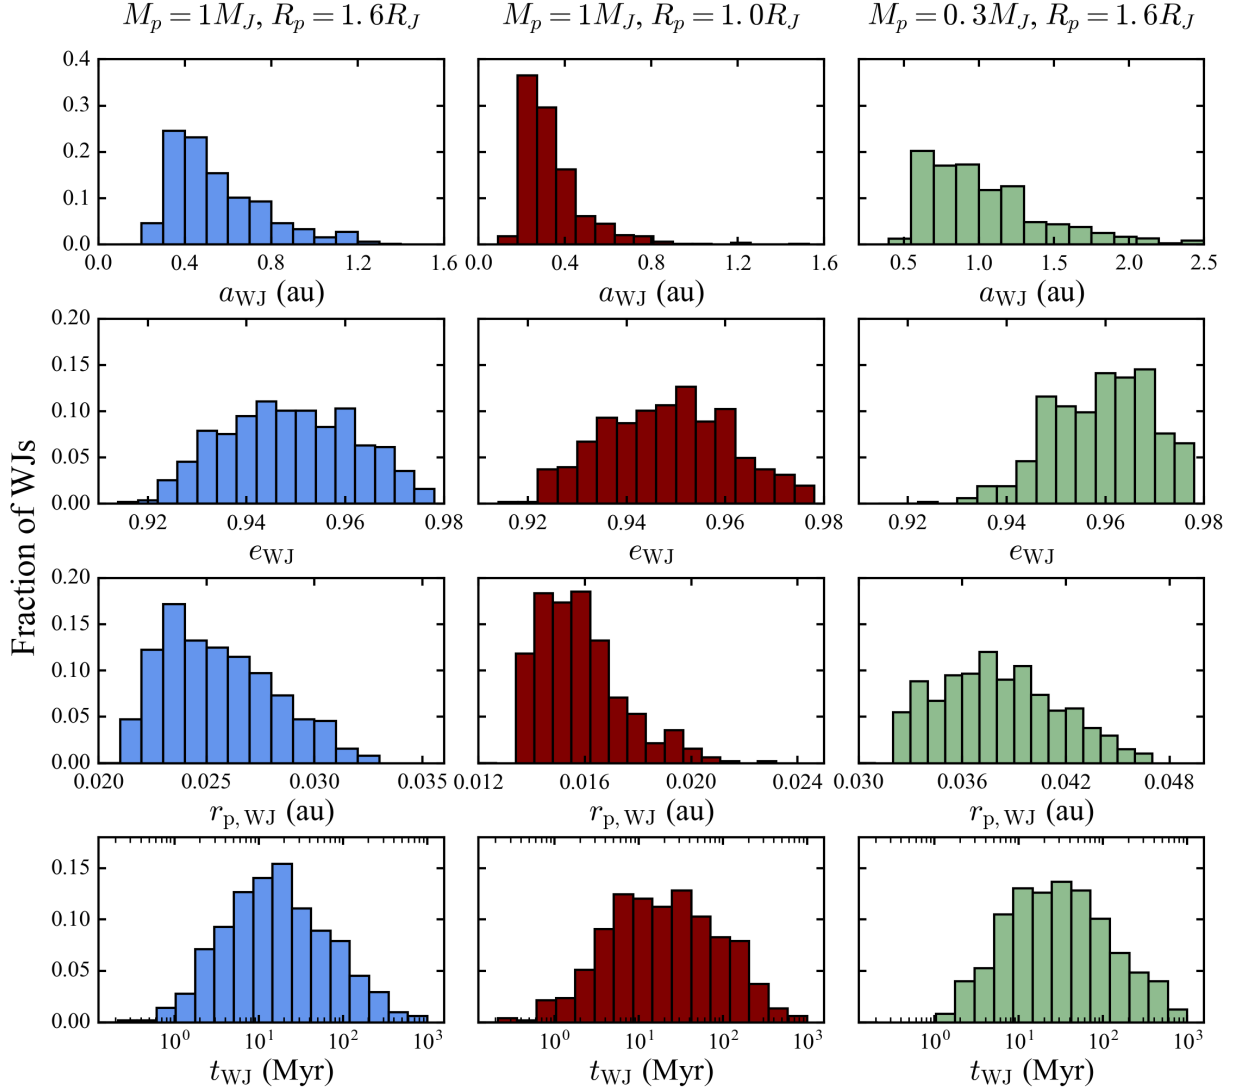 M_p = 1M_J, R_p = 1.6R_J M_p = 1M_J, R_p = 1.0R_J M_p = 0.3M_J, R_p = 1.6R_J
0.4
0.3
0.2
0.1
0.0
0.0 0.4 0.8 1.2 1.6 0.0 0.4 0.8 1.2 1.6 0.5 1.0 1.5 2.0 2.5
a_WJ (au) a_WJ (au) a_WJ (au)
0.20
0.15
0.10
0.05
0.00
0.92 0.94 0.96 0.98 0.92 0.94 0.96 0.98 0.92 0.94 0.96 0.98
e_WJ e_WJ e_WJ
Fraction of WJs
0.20
0.15
0.10
0.05
0.00
0.020 0.025 0.030 0.035 0.012 0.016 0.020 0.024 0.030 0.036 0.042 0.048
r_p, WJ (au) r_p, WJ (au) r_p, WJ (au)
0.15
0.10
0.05
0.00
10^0 10^1 10^2 10^3 10^0 10^1 10^2 10^3 10^0 10^1 10^2 10^3
t_WJ (Myr) t_WJ (Myr) t_WJ (Myr)